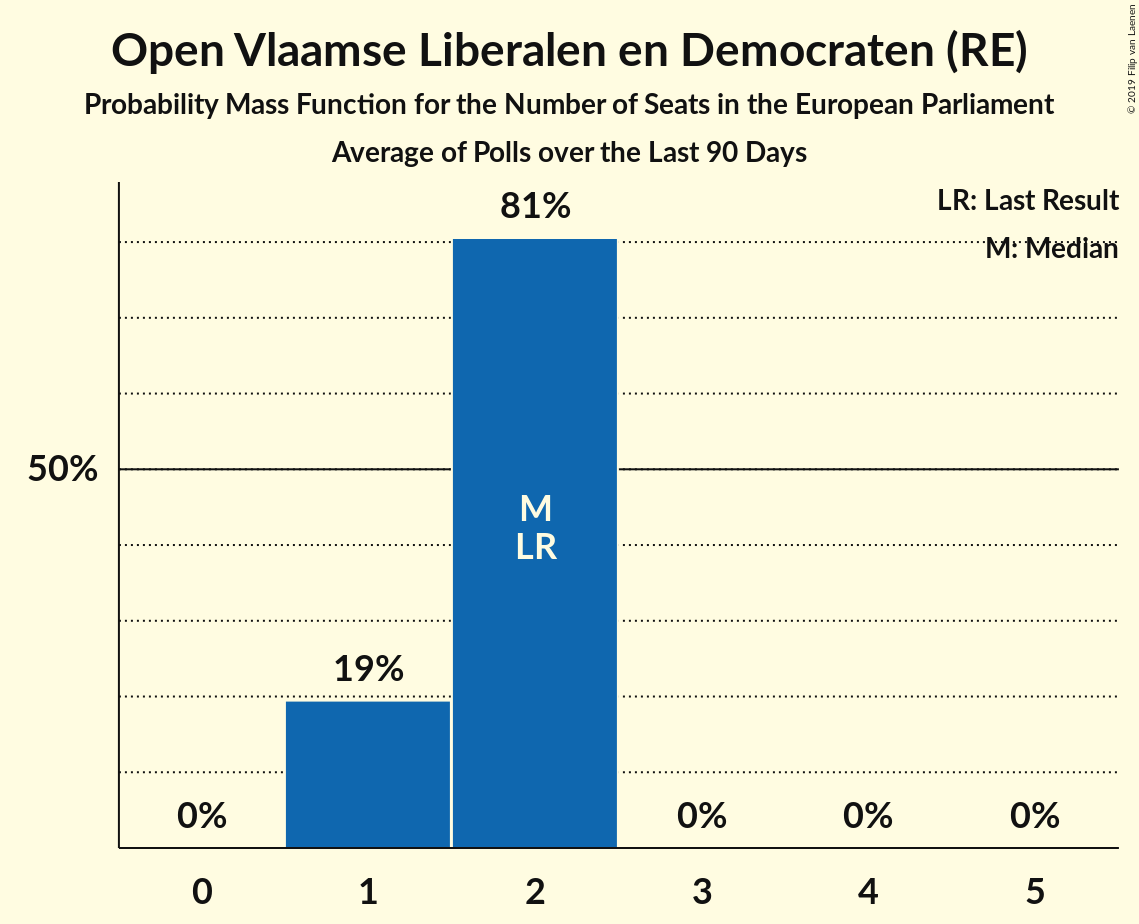 Open Vlaamse Liberalen en Democraten (RE)
Probability Mass Function for the Number of Seats in the European Parliament
Average of Polls over the Last 90 Days
© 2019 Filip van Laenen
LR: Last Result
M: Median
81%
50%
M
LR
19%
0%
0%
0%
0%
0 1 2 3 4 5